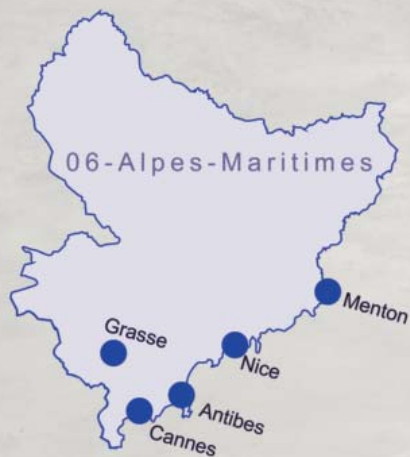 06-Alpes-Maritimes
Menton
Grasse
Nice
Antibes
Cannes